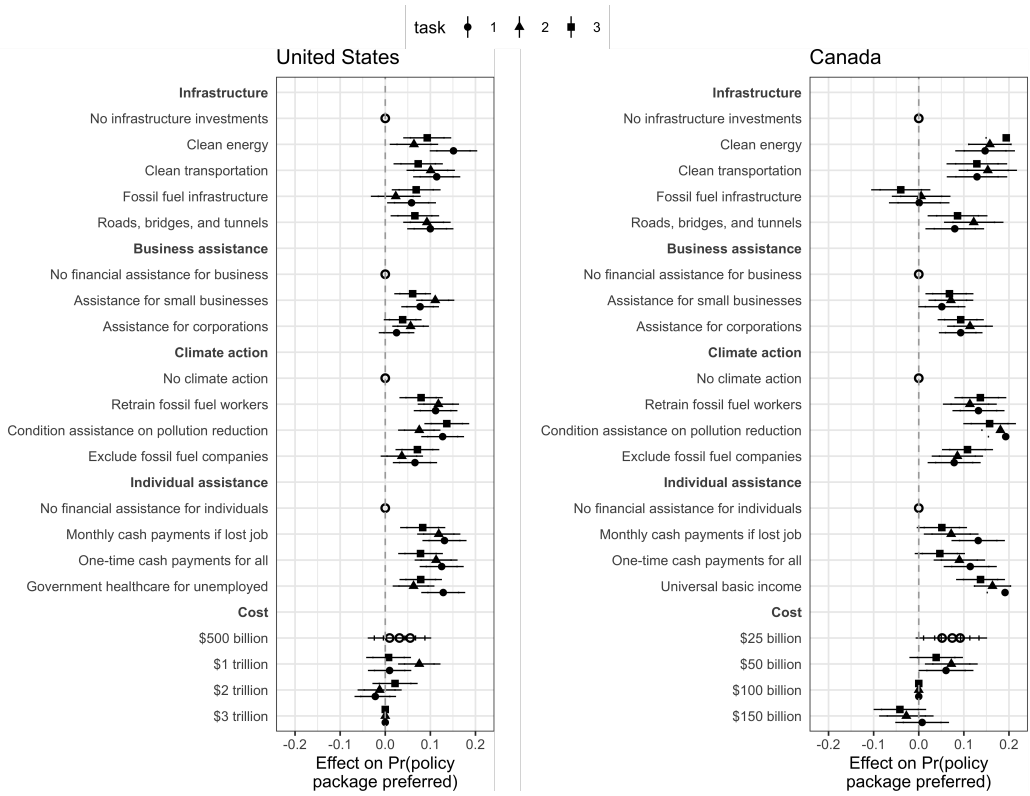 task 1 2 3
United States
Infrastructure
No infrastructure investments
Clean energy
Clean transportation
Fossil fuel infrastructure
Roads, bridges, and tunnels
Business assistance
No financial assistance for business
Assistance for small businesses
Assistance for corporations
Climate action
No climate action
Retrain fossil fuel workers
Condition assistance on pollution reduction
Exclude fossil fuel companies
Individual assistance
No financial assistance for individuals
Monthly cash payments if lost job
One-time cash payments for all
Government healthcare for unemployed
Cost
$500 billion
$1 trillion
$2 trillion
$3 trillion
-0.2 -0.1 0.0 0.1 0.2
Effect on Pr(policy
package preferred)
Canada
Infrastructure
No infrastructure investments
Clean energy
Clean transportation
Fossil fuel infrastructure
Roads, bridges, and tunnels
Business assistance
No financial assistance for business
Assistance for small businesses
Assistance for corporations
Climate action
No climate action
Retrain fossil fuel workers
Condition assistance on pollution reduction
Exclude fossil fuel companies
Individual assistance
No financial assistance for individuals
Monthly cash payments if lost job
One-time cash payments for all
Universal basic income
Cost
$25 billion
$50 billion
$100 billion
$150 billion
-0.2 -0.1 0.0 0.1 0.2
Effect on Pr(policy
package preferred)